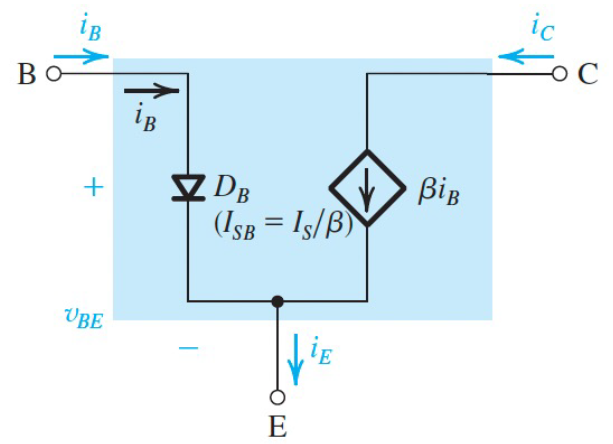 i_B
i_C
B
C
i_B
+
D_B
βi_B
(I_SB = I_S/β)
v_BE
−
i_E
E